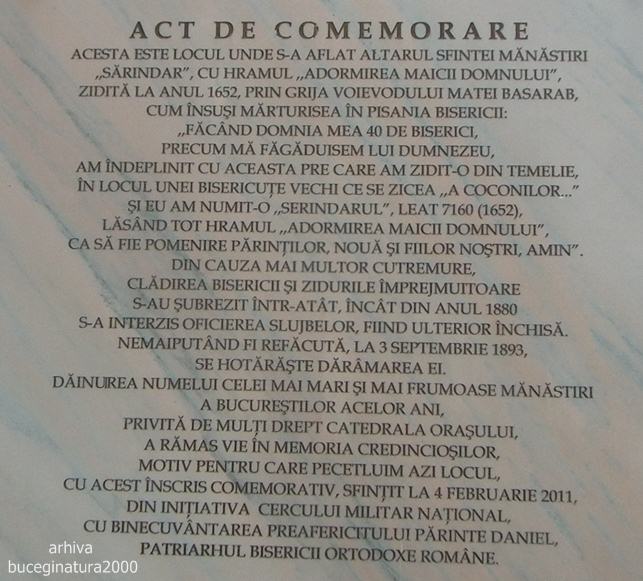 ACT DE COMEMORARE
ACESTA ESTE LOCUL UNDE S-A AFLAT ALTARUL SFINTEI MĂNĂSTIRI
„SĂRINDAR”, CU HRAMUL „ADORMIREA MAICII DOMNULUI”,
ZIDITĂ LA ANUL 1652, PRIN GRIJA VOIEVODULUI MATEI BASARAB,
CUM ÎNSUŞI MĂRTURISEA ÎN PISANIA BISERICII:
„FĂCÂND DOMNIA MEA 40 DE BISERICI,
PRECUM MĂ FĂGĂDUISEM LUI DUMNEZEU,
AM ÎNDEPLINIT CU ACEASTA PRE CARE AM ZIDIT-O DIN TEMELIE,
ÎN LOCUL UNEI BISERICUŢE VECHI CE SE ZICEA „A COCONILOR...”
ŞI EU AM NUMIT-O „SERINDARUL”, LEAT 7160 (1652),
LĂSÂND TOT HRAMUL „ADORMIREA MAICII DOMNULUI”,
CA SĂ FIE POMENIRE PĂRINŢILOR, NOUĂ ŞI FIILOR NOŞTRI, AMIN”.
DIN CAUZA MAI MULTOR CUTREMURE,
CLĂDIREA BISERICII ŞI ZIDURILE ÎMPREJMUITOARE
S-AU ŞUBREZIT ÎNTR-ATÂT, ÎNCÂT DIN ANUL 1880
S-A INTERZIS OFICIEREA SLUJBELOR, FIIND ULTERIOR ÎNCHISĂ.
NEMAIPUTÂND FI REFĂCUTĂ, LA 3 SEPTEMBRIE 1893,
SE HOTĂRĂŞTE DĂRÂMAREA EI.
DĂINUIREA NUMELUI CELEI MAI MARI ŞI MAI FRUMOASE MĂNĂSTIRI
A BUCUREŞTILOR ACELOR ANI,
PRIVITĂ DE MULŢI DREPT CATEDRALA ORAŞULUI,
A RĂMAS VIE ÎN MEMORIA CREDINCIOŞILOR,
MOTIV PENTRU CARE PECETLUIM AZI LOCUL,
CU ACEST ÎNSCRIS COMEMORATIV, SFINŢIT LA 4 FEBRUARIE 2011,
DIN INIŢIATIVA CERCULUI MILITAR NAŢIONAL,
CU BINECUVÂNTAREA PREAFERICITULUI PĂRINTE DANIEL,
PATRIARHUL BISERICII ORTODOXE ROMÂNE.
arhiva
buceginatura2000